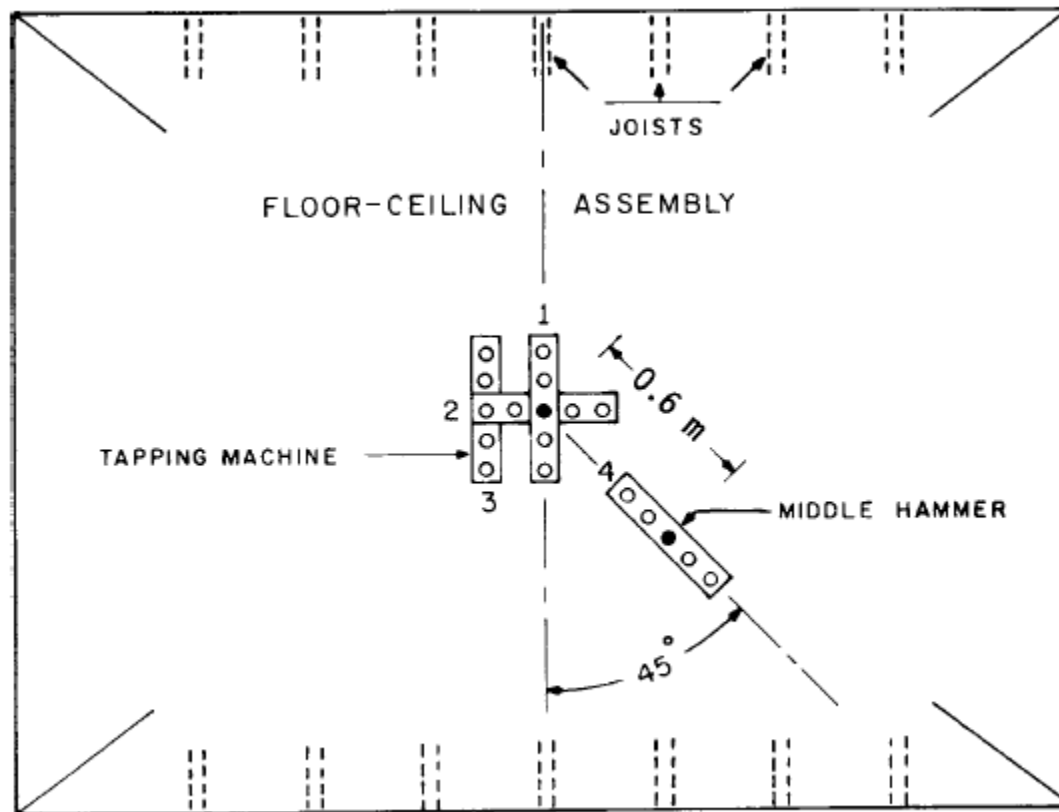 JOISTS
FLOOR-CEILING ASSEMBLY
1
0.6 m
2
TAPPING MACHINE
4
3
MIDDLE HAMMER
45°